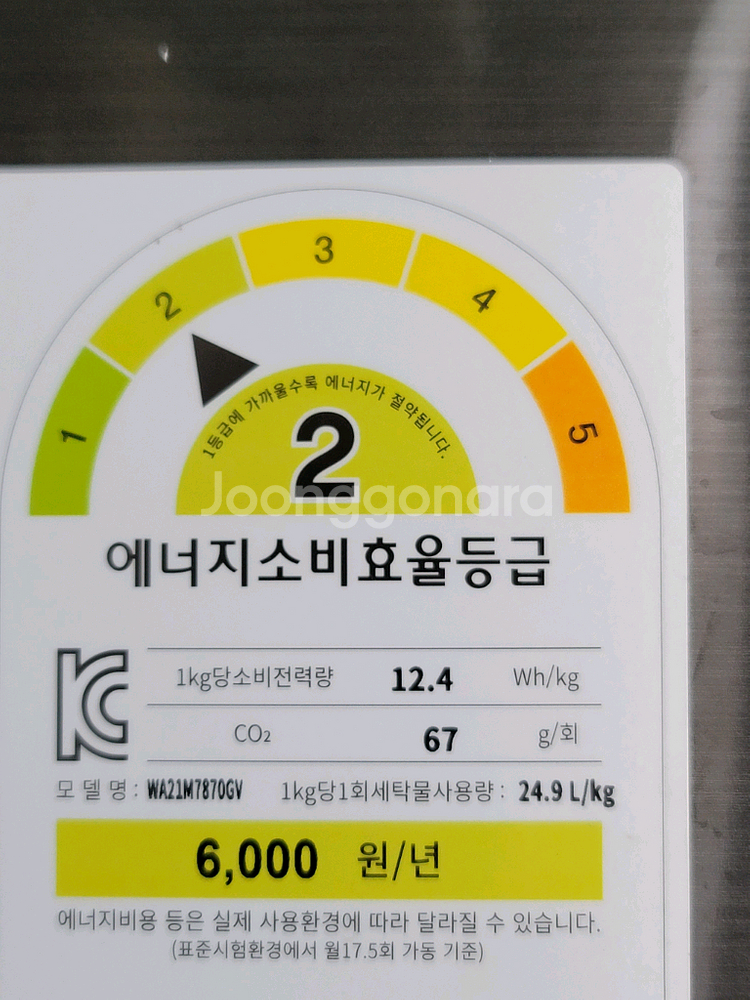 1
2
3
4
5
1등급에 가까울수록 에너지가 절약됩니다.
2
Joonggonara
에너지소비효율등급
1kg당소비전력량 12.4 Wh/kg
CO₂ 67 g/회
모델명 : WA21M7870GV 1kg당1회세탁물사용량 : 24.9 L/kg
6,000 원/년
에너지비용 등은 실제 사용환경에 따라 달라질 수 있습니다.
(표준시험환경에서 월17.5회 가동 기준)